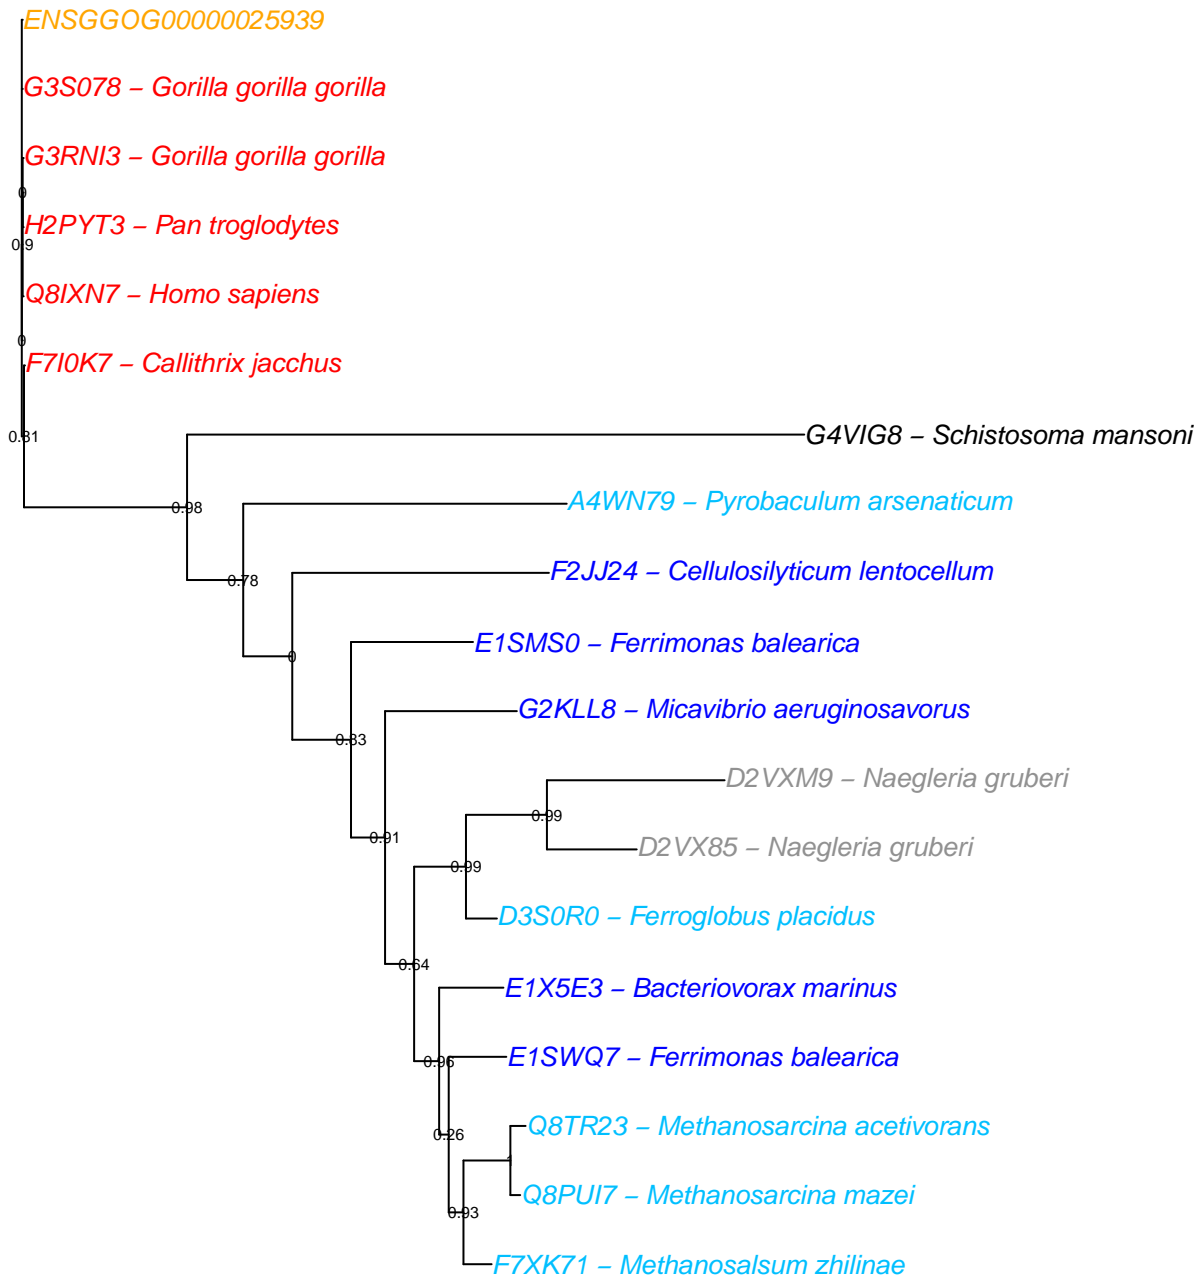 ENSGGOG00000025939
G3S078 − Gorilla gorilla gorilla
G3RNI3 − Gorilla gorilla gorilla
0
H2PYT3 − Pan troglodytes
0.9
Q8IXN7 − Homo sapiens
0
F7I0K7 − Callithrix jacchus
0.81
G4VIG8 − Schistosoma mansoni
A4WN79 − Pyrobaculum arsenaticum
0.98
F2JJ24 − Cellulosilyticum lentocellum
0.78
E1SMS0 − Ferrimonas balearica
0
G2KLL8 − Micavibrio aeruginosavorus
0.83
D2VXM9 − Naegleria gruberi
0.99
0.91
D2VX85 − Naegleria gruberi
0.99
D3S0R0 − Ferroglobus placidus
0.64
E1X5E3 − Bacteriovorax marinus
E1SWQ7 − Ferrimonas balearica
0.96
Q8TR23 − Methanosarcina acetivorans
0.26
1
Q8PUI7 − Methanosarcina mazei
0.93
F7XK71 − Methanosalsum zhilinae